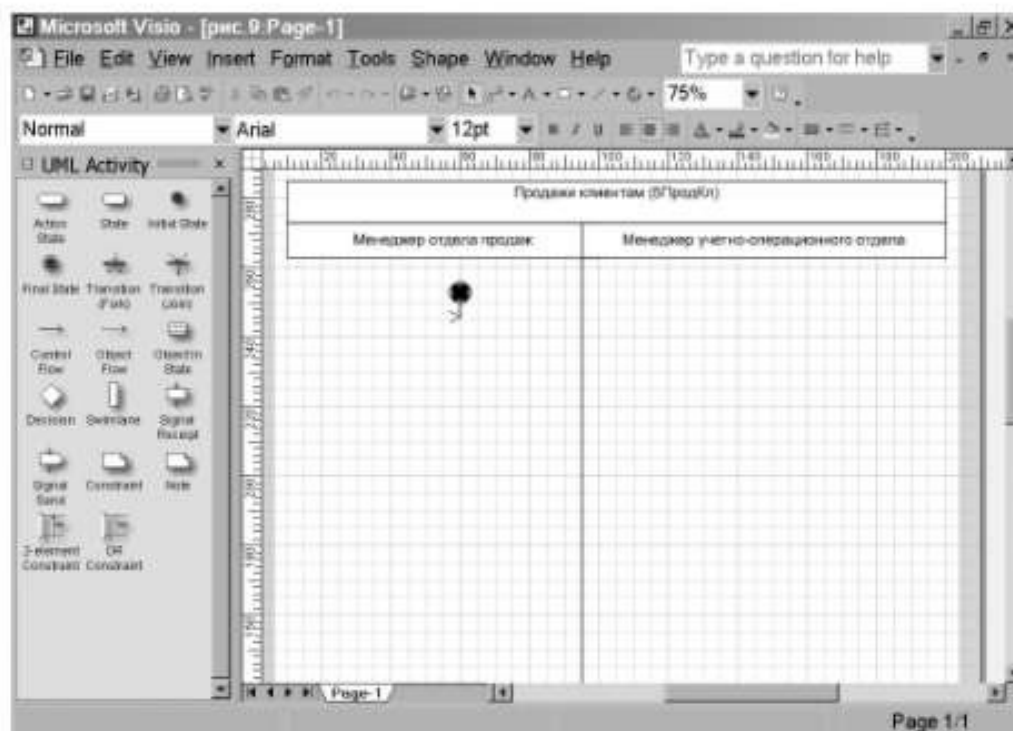 Microsoft Visio - [рис.9:Page-1]
File Edit View Insert Format Tools Shape Window Help
Type a question for help
75%
Normal
Arial
12pt
UML Activity
Action State
State
Initial State
Final State
Transition (Fork)
Transition (Join)
Control Flow
Object Flow
Object in State
Decision
Swimlane
Signal Receipt
Signal Send
Constraint
Note
2-element Constraint
OR Constraint
Продажи клиентам (БПродКл)
Менеджер отдела продаж
Менеджер учетно-операционного отдела
Page-1
Page 1/1